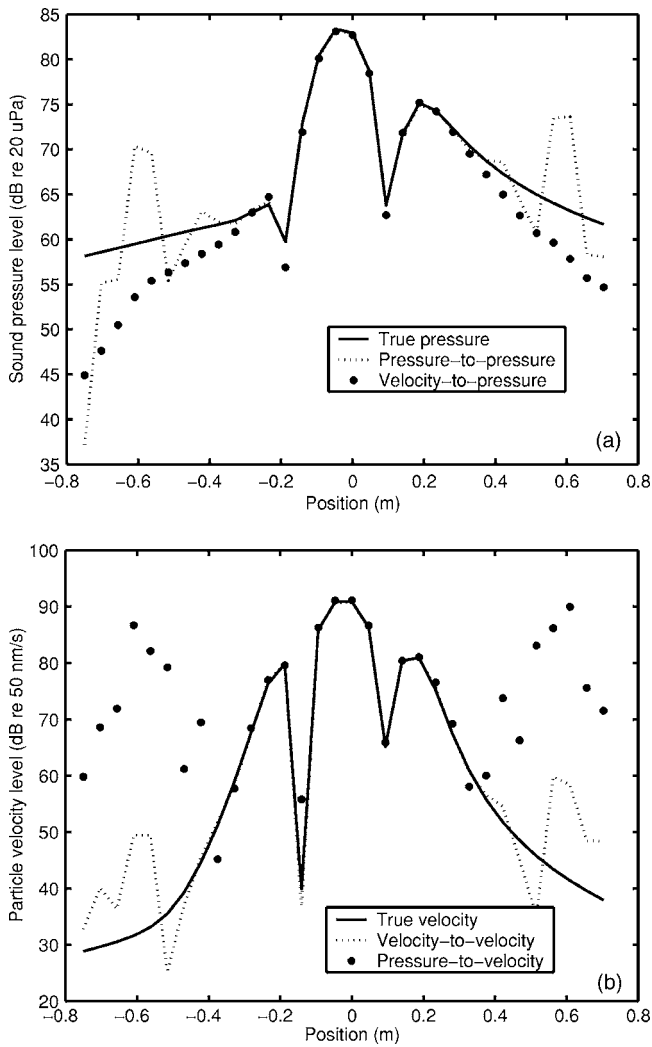 85
80
75
70
65
60
55
50
45
40
35
Sound pressure level (dB re 20 uPa)
True pressure
Pressure−to−pressure
Velocity−to−pressure
(a)
−0.8 −0.6 −0.4 −0.2 0 0.2 0.4 0.6 0.8
Position (m)
100
90
80
70
60
50
40
30
20
Particle velocity level (dB re 50 nm/s)
True velocity
Velocity−to−velocity
Pressure−to−velocity
(b)
−0.8 −0.6 −0.4 −0.2 0 0.2 0.4 0.6 0.8
Position (m)